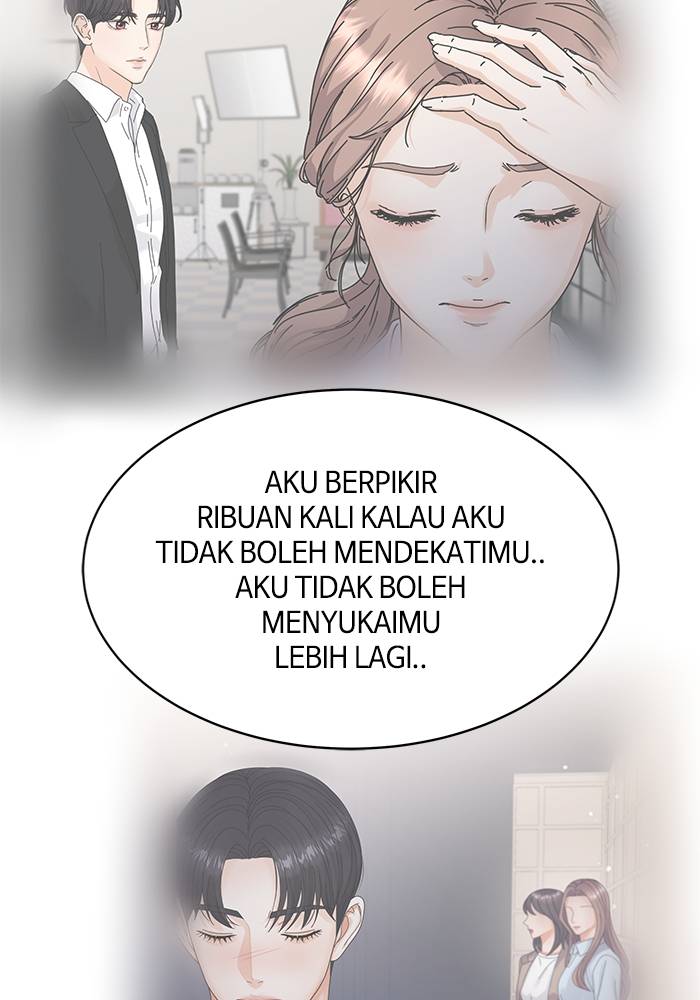 AKU BERPIKIR
RIBUAN KALI KALAU AKU
TIDAK BOLEH MENDEKATIMU..
AKU TIDAK BOLEH
MENYUKAIMU
LEBIH LAGI..